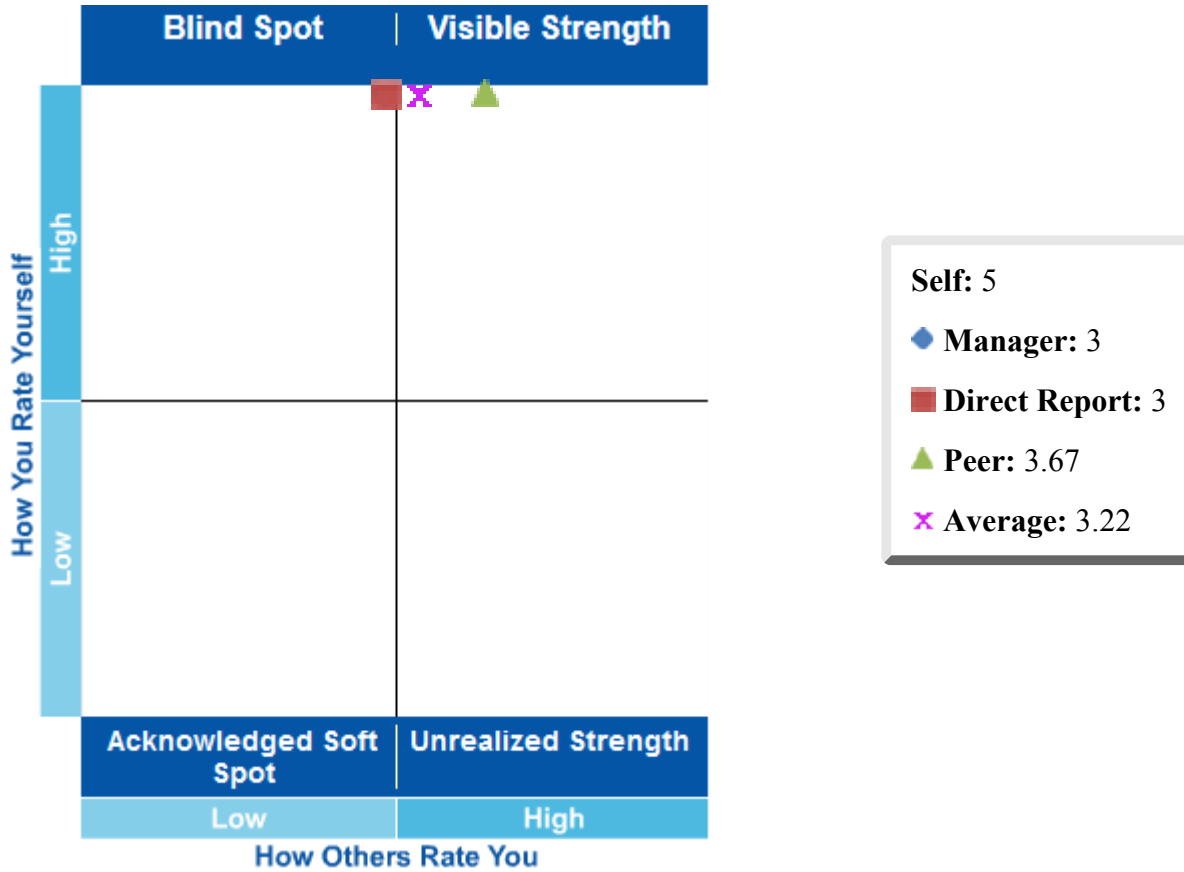 Blind Spot
Visible Strength
How You Rate Yourself
High
Low
Self: 5
Manager: 3
Direct Report: 3
Peer: 3.67
Average: 3.22
Acknowledged Soft
Spot
Unrealized Strength
Low
High
How Others Rate You